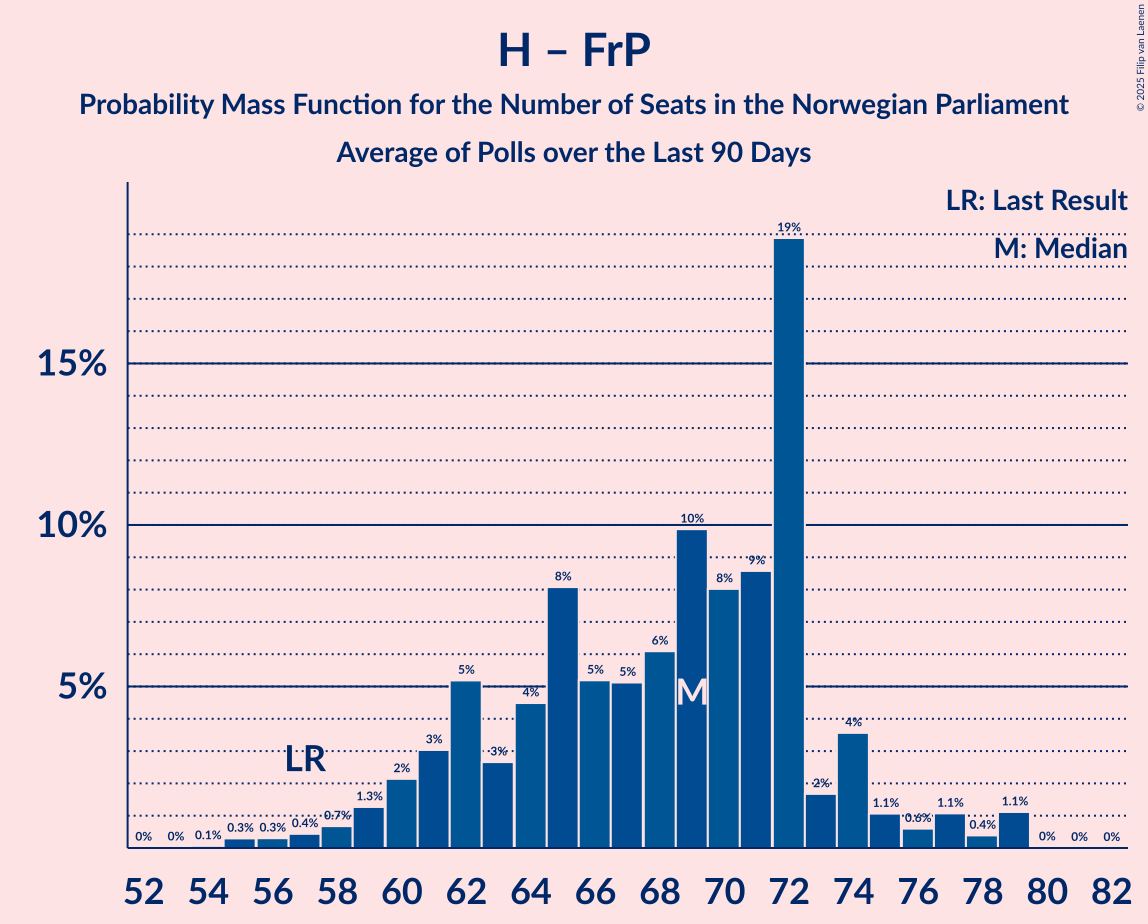 H – FrP
Probability Mass Function for the Number of Seats in the Norwegian Parliament
Average of Polls over the Last 90 Days
© 2025 Filip van Laenen
LR: Last Result
M: Median
15%
10%
5%
0% 0% 0.1% 0.3% 0.3% 0.4% 0.7% 1.3% 2% 3% 5% 3% 4% 8% 5% 5% 6% 10% 8% 9% 19% 2% 4% 1.1% 0.6% 1.1% 0.4% 1.1% 0% 0% 0%
LR
M
52 54 56 58 60 62 64 66 68 70 72 74 76 78 80 82